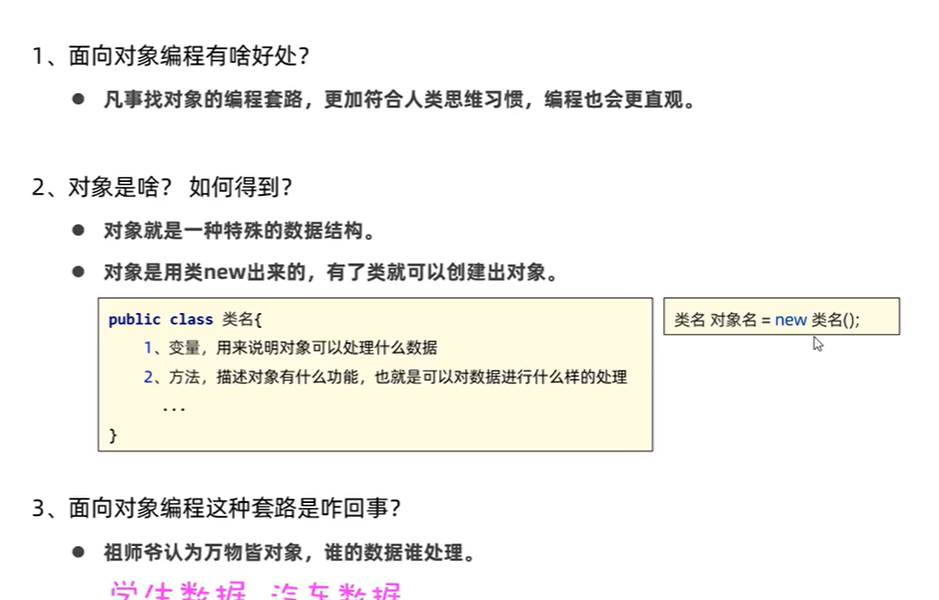 1、面向对象编程有啥好处？
● 凡事找对象的编程套路，更加符合人类思维习惯，编程也会更直观。
2、对象是啥？ 如何得到？
● 对象就是一种特殊的数据结构。
● 对象是用类new出来的，有了类就可以创建出对象。
public class 类名{
1、变量，用来说明对象可以处理什么数据
2、方法，描述对象有什么功能，也就是可以对数据进行什么样的处理
...
}
类名 对象名 = new 类名();
3、面向对象编程这种套路是咋回事？
● 祖师爷认为万物皆对象，谁的数据谁处理。
学生数据 汽车数据